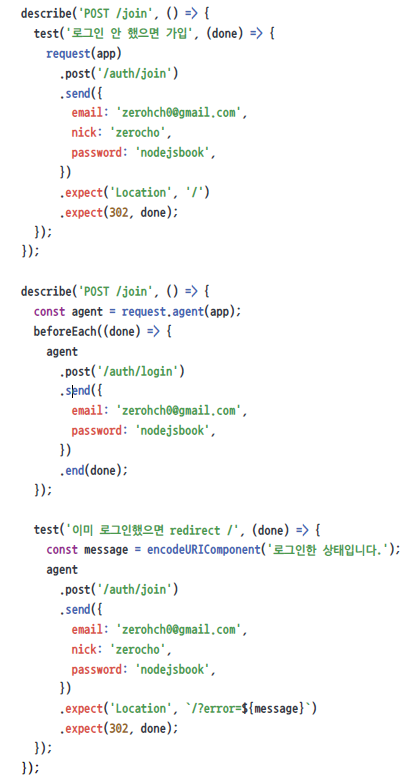 describe('POST /join', () => {
  test('로그인 안 했으면 가입', (done) => {
    request(app)
      .post('/auth/join')
      .send({
        email: 'zerohch0@gmail.com',
        nick: 'zerocho',
        password: 'nodejsbook',
      })
      .expect('Location', '/')
      .expect(302, done);
  });
});

describe('POST /join', () => {
  const agent = request.agent(app);
  beforeEach((done) => {
    agent
      .post('/auth/login')
      .send({
        email: 'zerohch0@gmail.com',
        password: 'nodejsbook',
      })
      .end(done);
  });

  test('이미 로그인했으면 redirect /', (done) => {
    const message = encodeURIComponent('로그인한 상태입니다.');
    agent
      .post('/auth/join')
      .send({
        email: 'zerohch0@gmail.com',
        nick: 'zerocho',
        password: 'nodejsbook',
      })
      .expect('Location', `/?error=${message}`)
      .expect(302, done);
  });
});